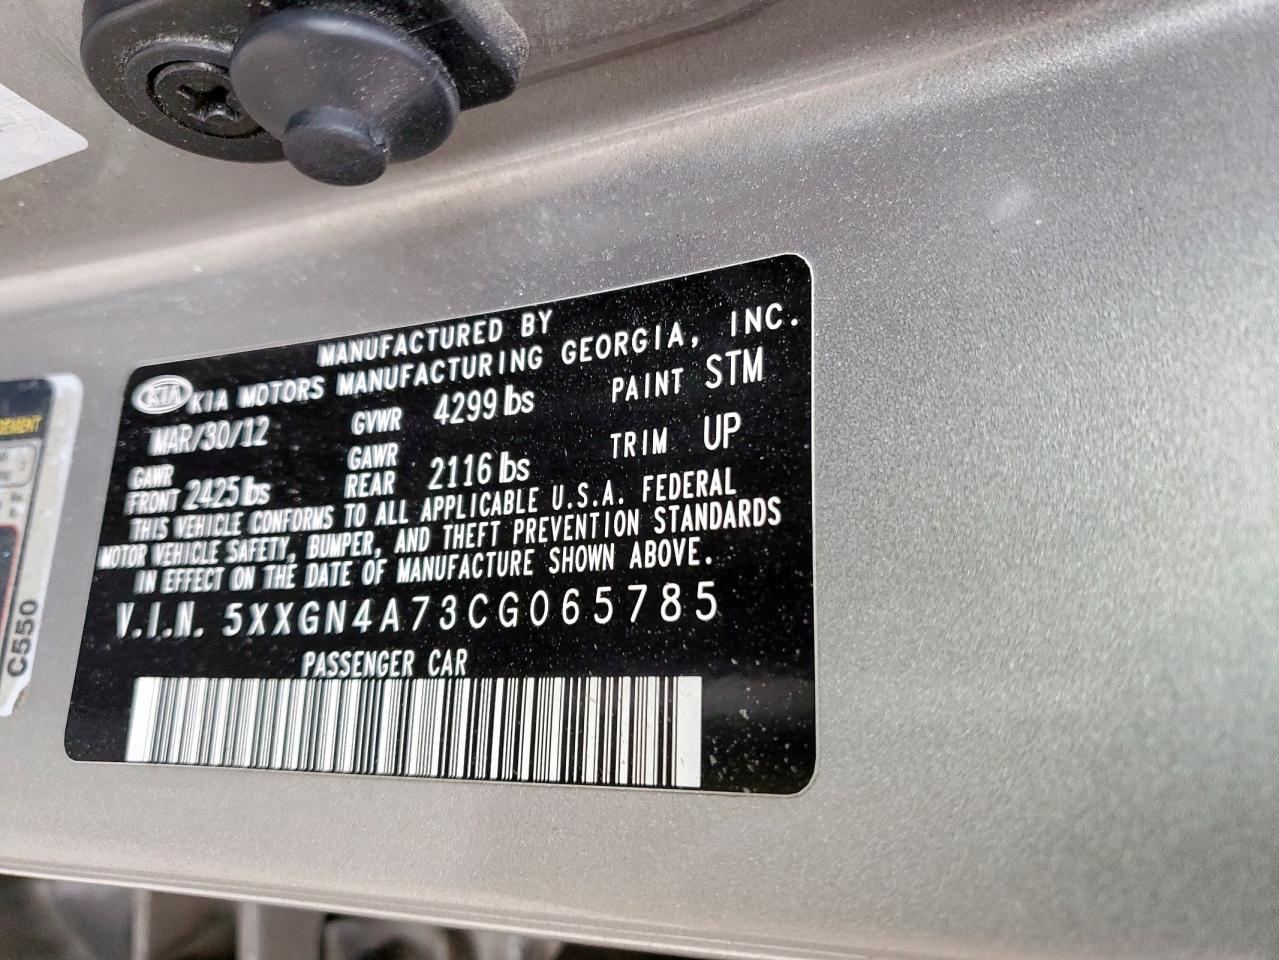 MANUFACTURED BY
KIA KIA MOTORS MANUFACTURING GEORGIA, INC.
MAR/30/12 GVWR 4299 lbs PAINT STM
GAWR FRONT 2425 lbs GAWR REAR 2116 lbs TRIM UP
THIS VEHICLE CONFORMS TO ALL APPLICABLE U.S.A. FEDERAL
MOTOR VEHICLE SAFETY, BUMPER, AND THEFT PREVENTION STANDARDS
IN EFFECT ON THE DATE OF MANUFACTURE SHOWN ABOVE.
V.I.N. 5XXGN4A73CG065785
PASSENGER CAR
C550